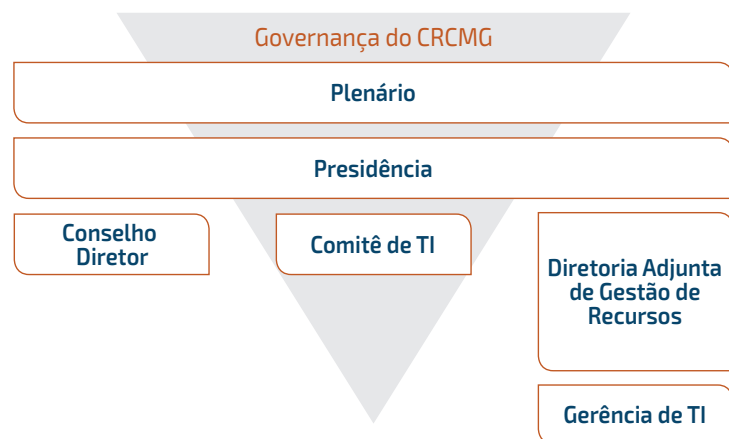 Governança do CRCMG
Plenário
Presidência
Conselho
Diretor
Comitê de TI
Diretoria Adjunta
de Gestão de
Recursos
Gerência de TI